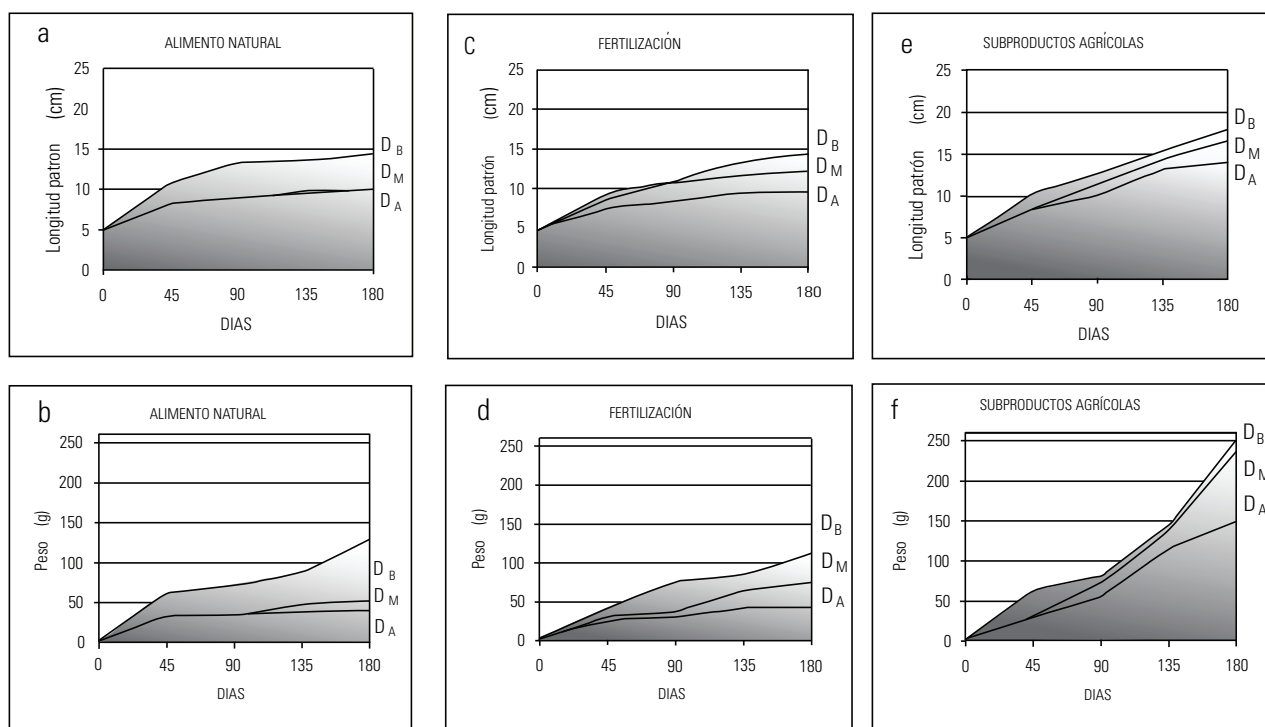 a
ALIMENTO NATURAL
Longitud patron (cm)
25
20
15
10
5
0
D B
D M
D A
0 45 90 135 180
DIAS
c
FERTILIZACIÓN
Longitud patrón (cm)
25
20
15
10
5
0
D B
D M
D A
0 45 90 135 180
DIAS
e
SUBPRODUCTOS AGRÍCOLAS
Longitud patrón (cm)
25
20
15
10
5
0
D B
D M
D A
0 45 90 135 180
DIAS
b
ALIMENTO NATURAL
Peso (g)
250
200
150
100
50
0
D B
D M
D A
0 45 90 135 180
DIAS
d
FERTILIZACIÓN
Peso (g)
250
200
150
100
50
0
D B
D M
D A
0 45 90 135 180
DIAS
f
SUBPRODUCTOS AGRÍCOLAS
Peso (g)
250
200
150
100
50
0
D B
D M
D A
0 45 90 135 180
DIAS